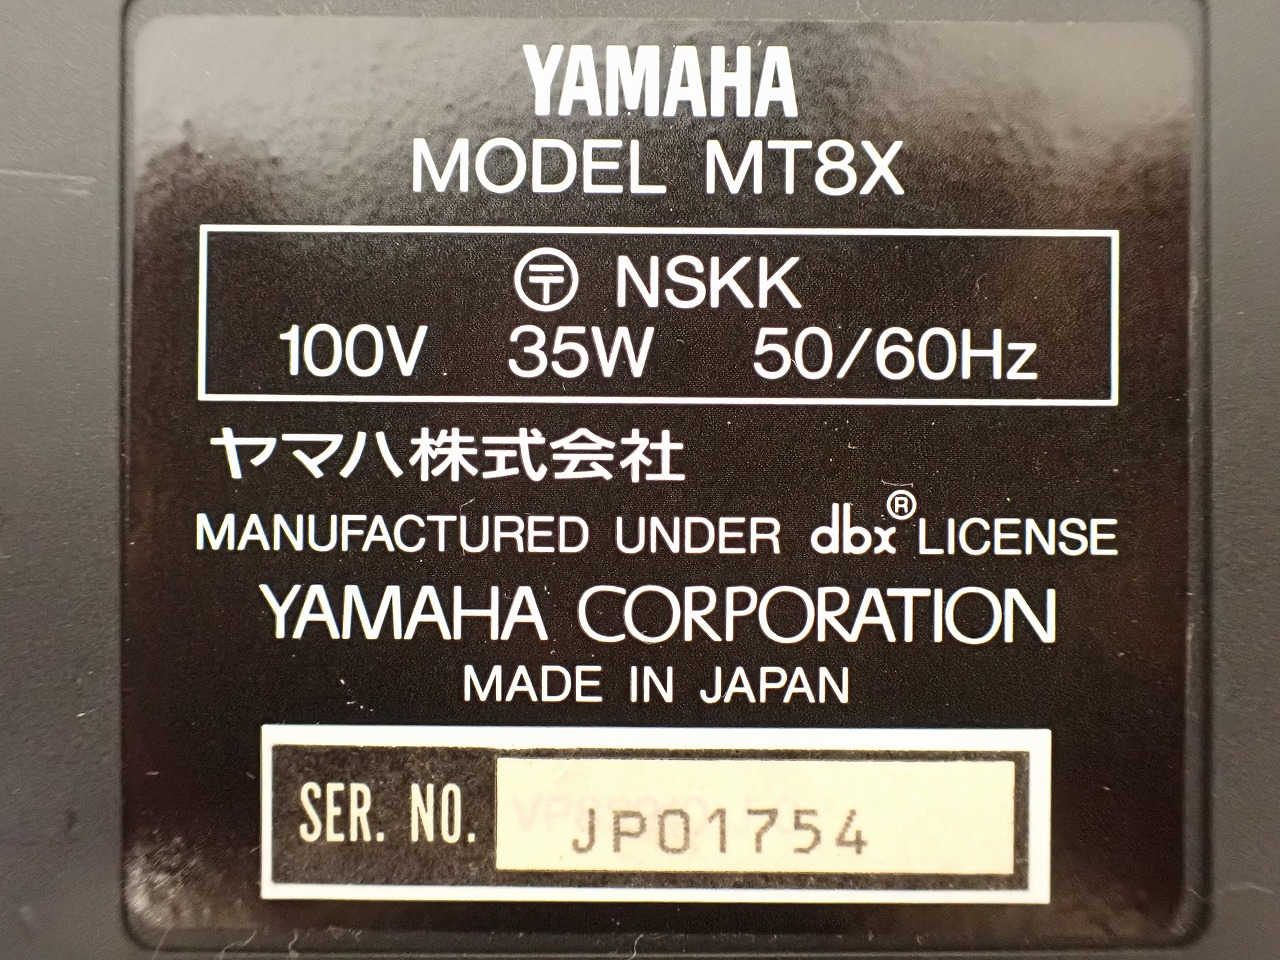 YAMAHA
MODEL MT8X
〶 NSKK
100V 35W 50/60Hz
ヤマハ株式会社
MANUFACTURED UNDER dbx® LICENSE
YAMAHA CORPORATION
MADE IN JAPAN
SER. NO. JP01754